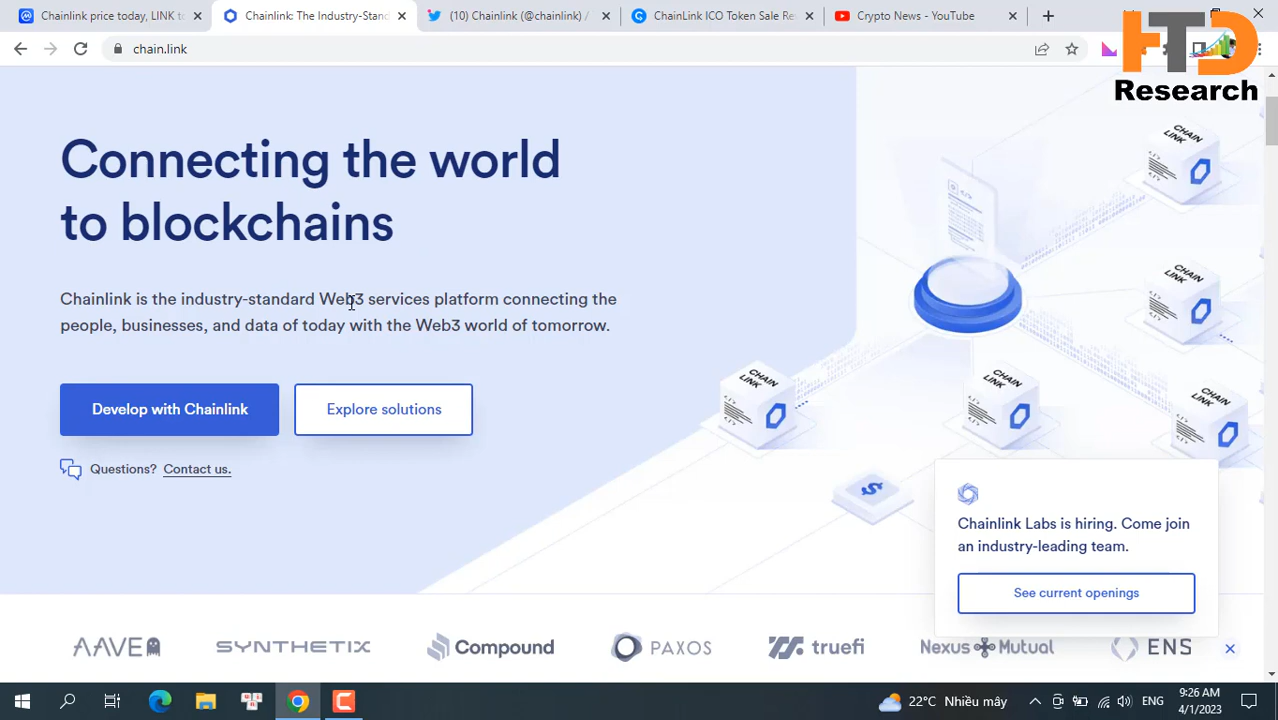 Chainlink price today, LINK to
Chainlink: The Industry-Stand
(10) Chainlink (@chainlink) /
ChainLink ICO Token Sale Re
Crypto News - YouTube
chain.link
HTD
Research
Connecting the world
to blockchains
Chainlink is the industry-standard Web3 services platform connecting the
people, businesses, and data of today with the Web3 world of tomorrow.
Develop with Chainlink
Explore solutions
Questions? Contact us.
CHAIN
LINK
CHAIN
LINK
CHAIN
LINK
CHAIN
LINK
CHAIN
LINK
Chainlink Labs is hiring. Come join
an industry-leading team.
See current openings
AAVE
SYNTHETIX
Compound
PAXOS
truefi
Nexus Mutual
ENS
22°C Nhiều mây
ENG
9:26 AM
4/1/2023